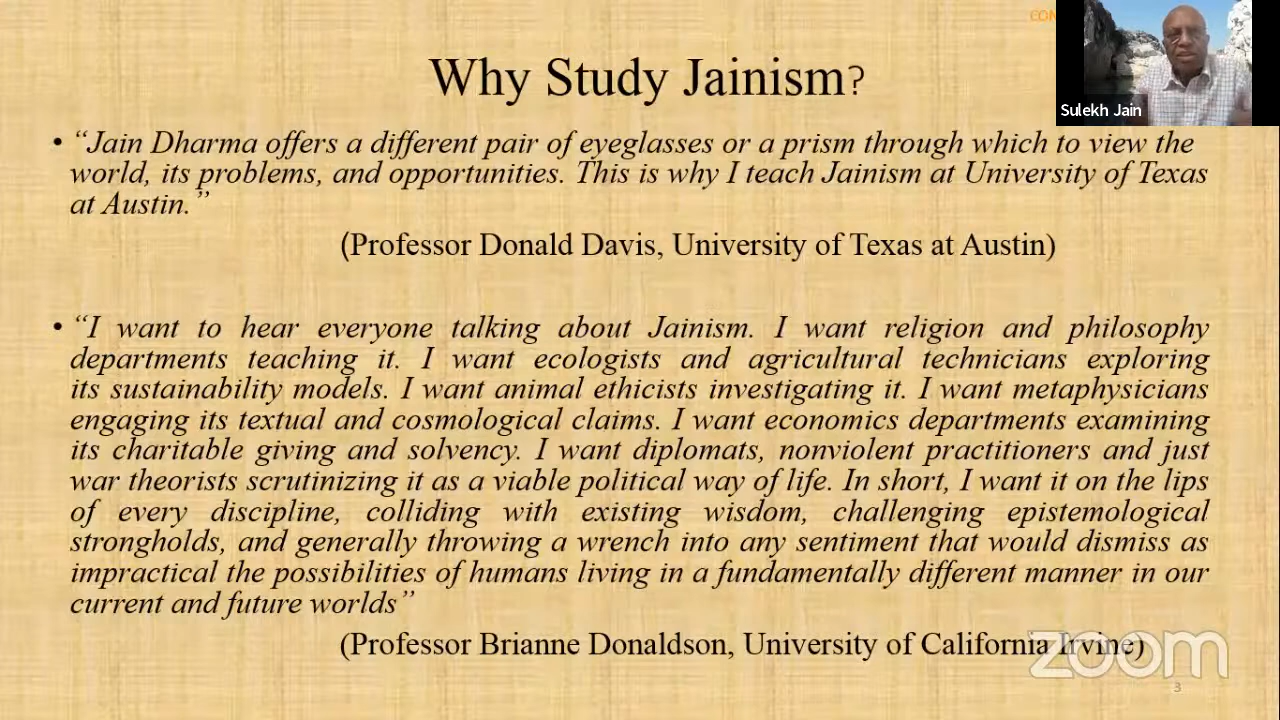 Why Study Jainism?
Sulekh Jain
• “Jain Dharma offers a different pair of eyeglasses or a prism through which to view the
world, its problems, and opportunities. This is why I teach Jainism at University of Texas
at Austin.”
(Professor Donald Davis, University of Texas at Austin)
• “I want to hear everyone talking about Jainism. I want religion and philosophy
departments teaching it. I want ecologists and agricultural technicians exploring
its sustainability models. I want animal ethicists investigating it. I want metaphysicians
engaging its textual and cosmological claims. I want economics departments examining
its charitable giving and solvency. I want diplomats, nonviolent practitioners and just
war theorists scrutinizing it as a viable political way of life. In short, I want it on the lips
of every discipline, colliding with existing wisdom, challenging epistemological
strongholds, and generally throwing a wrench into any sentiment that would dismiss as
impractical the possibilities of humans living in a fundamentally different manner in our
current and future worlds”
(Professor Brianne Donaldson, University of California Irvine)
zoom
3